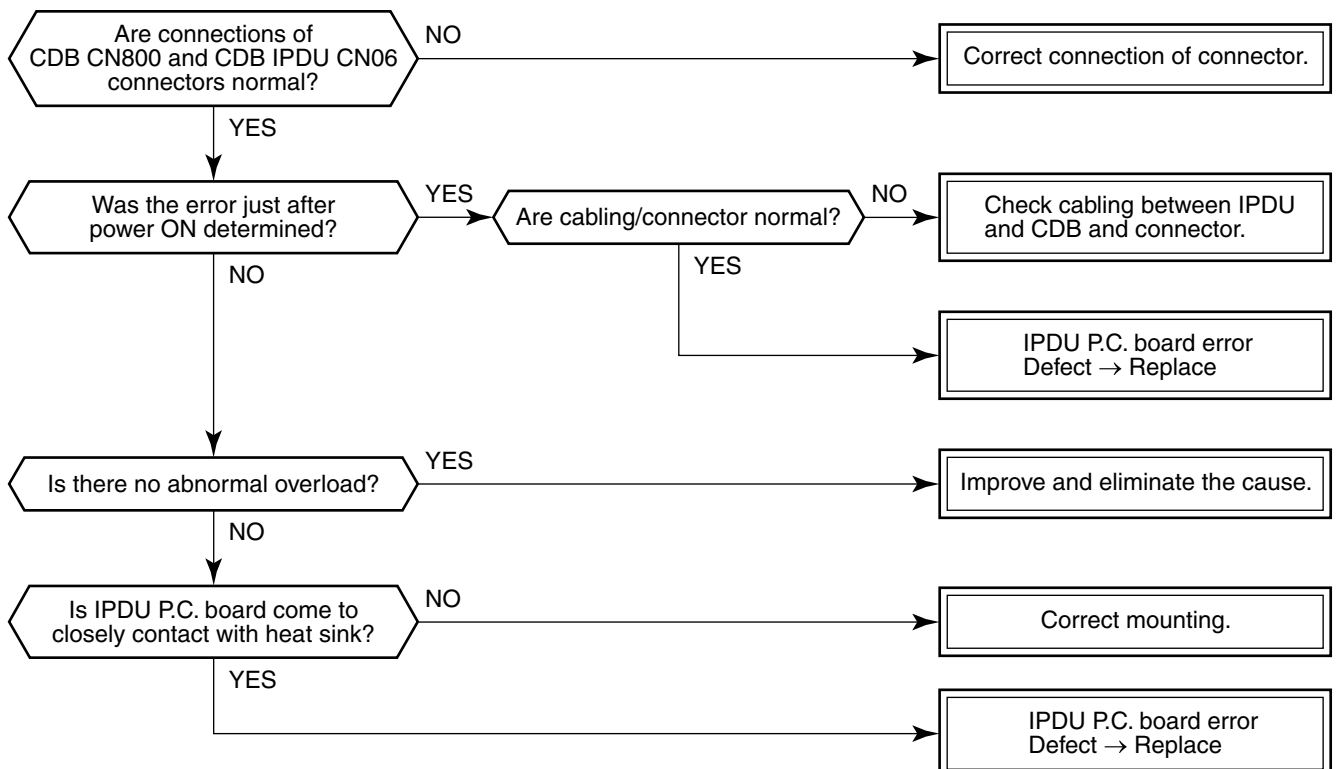 Are connections of
CDB CN800 and CDB IPDU CN06
connectors normal?
NO
Correct connection of connector.
YES
Was the error just after
power ON determined?
YES
Are cabling/connector normal?
NO
Check cabling between IPDU
and CDB and connector.
NO
YES
IPDU P.C. board error
Defect → Replace
Is there no abnormal overload?
YES
Improve and eliminate the cause.
NO
Is IPDU P.C. board come to
closely contact with heat sink?
NO
Correct mounting.
YES
IPDU P.C. board error
Defect → Replace